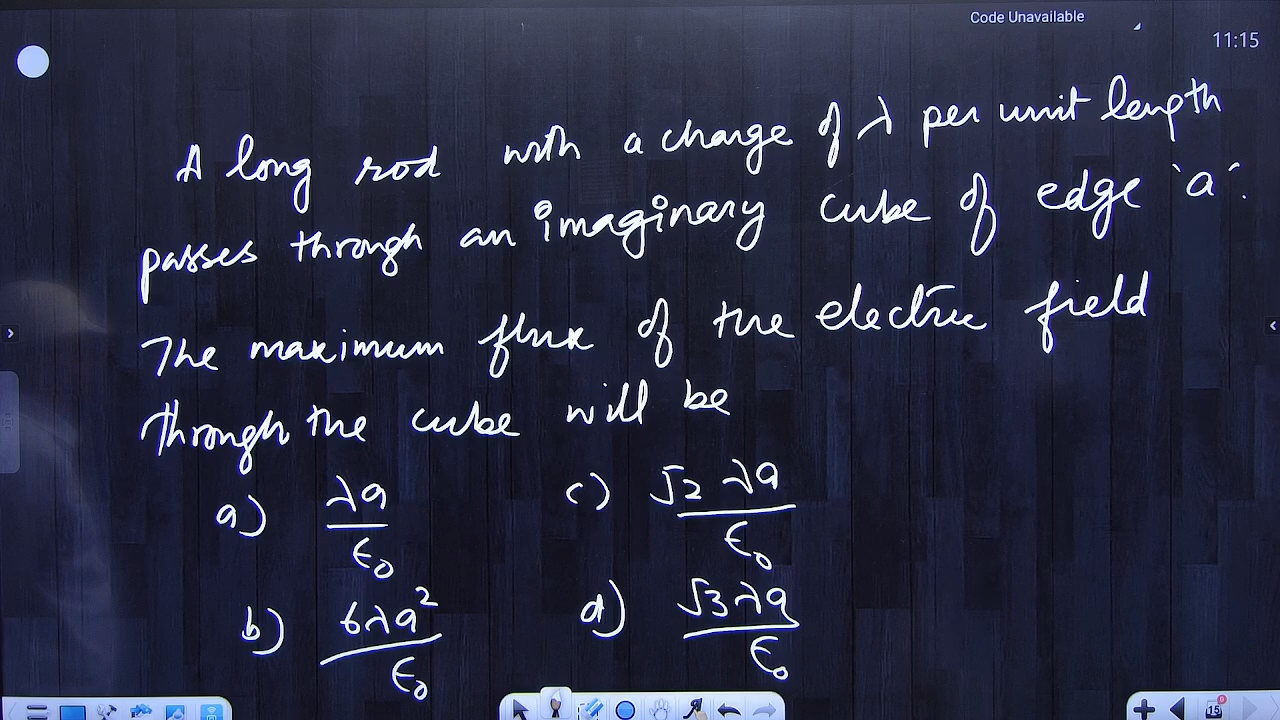 Code Unavailable
11:15
A long rod with a charge of λ per unit length
passes through an imaginary cube of edge 'a'.
The maximum flux of the electric field
through the cube will be
a) λa/ϵ₀ c) √2 λa/ϵ₀
b) 6λa²/ϵ₀ d) √3λa/ϵ₀
15